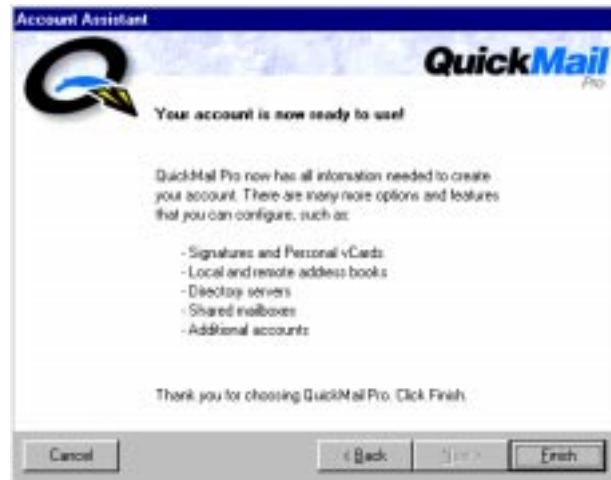 Account Assistant
QuickMail
Pro
Your account is now ready to use!
QuickMail Pro now has all information needed to create
your account. There are many more options and features
that you can configure, such as:
- Signatures and Personal vCards
- Local and remote address books
- Directory servers
- Shared mailboxes
- Additional accounts
Thank you for choosing QuickMail Pro. Click Finish.
Cancel
< Back
Next >
Finish